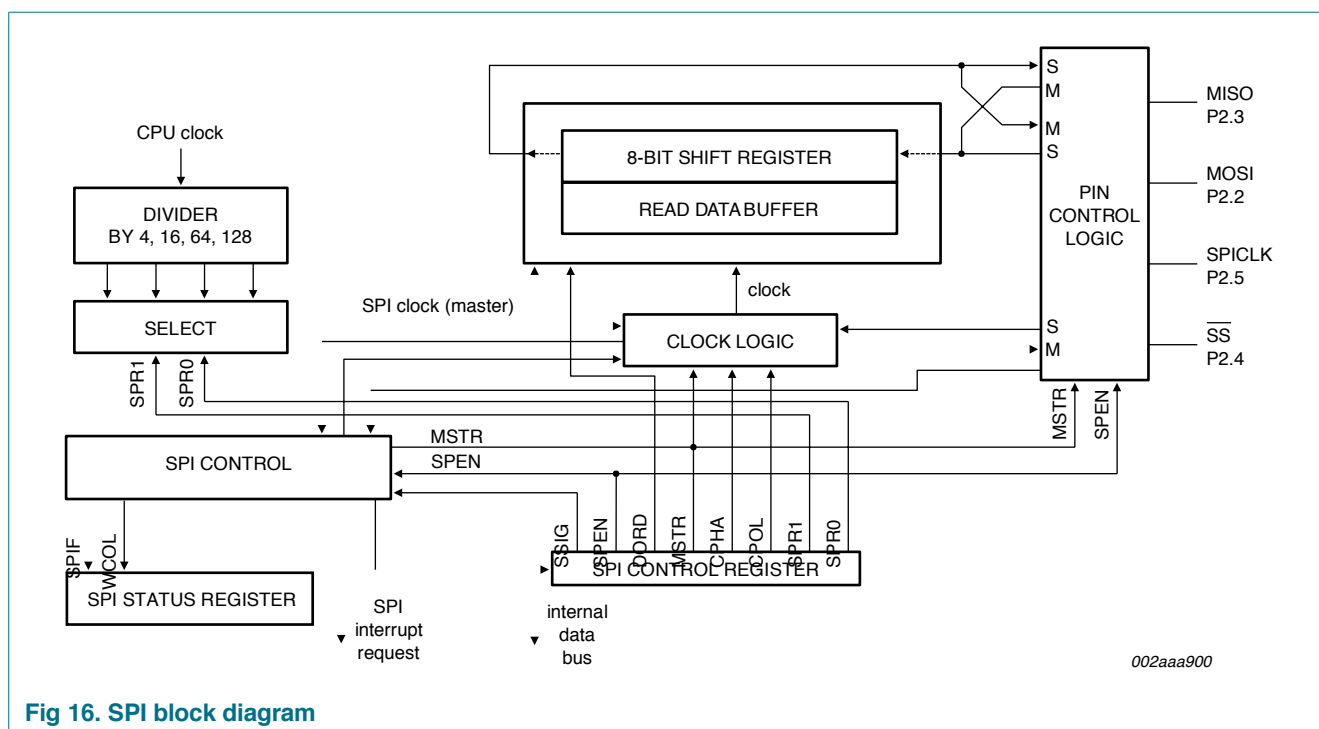 CPU clock
DIVIDER
BY 4, 16, 64, 128
SELECT
SPR1
SPR0
8-BIT SHIFT REGISTER
READ DATA BUFFER
clock
SPI clock (master)
CLOCK LOGIC
S
M
M
S
PIN
CONTROL
LOGIC
S
M
MISO
P2.3
MOSI
P2.2
SPICLK
P2.5
SS
P2.4
MSTR
SPEN
SPI CONTROL
MSTR
SPEN
SPIF
WCOL
SPI STATUS REGISTER
SPI
interrupt
request
SSIG
SPEN
DORD
MSTR
CPHA
CPOL
SPR1
SPR0
SPI CONTROL REGISTER
internal
data
bus
002aaa900
Fig 16. SPI block diagram